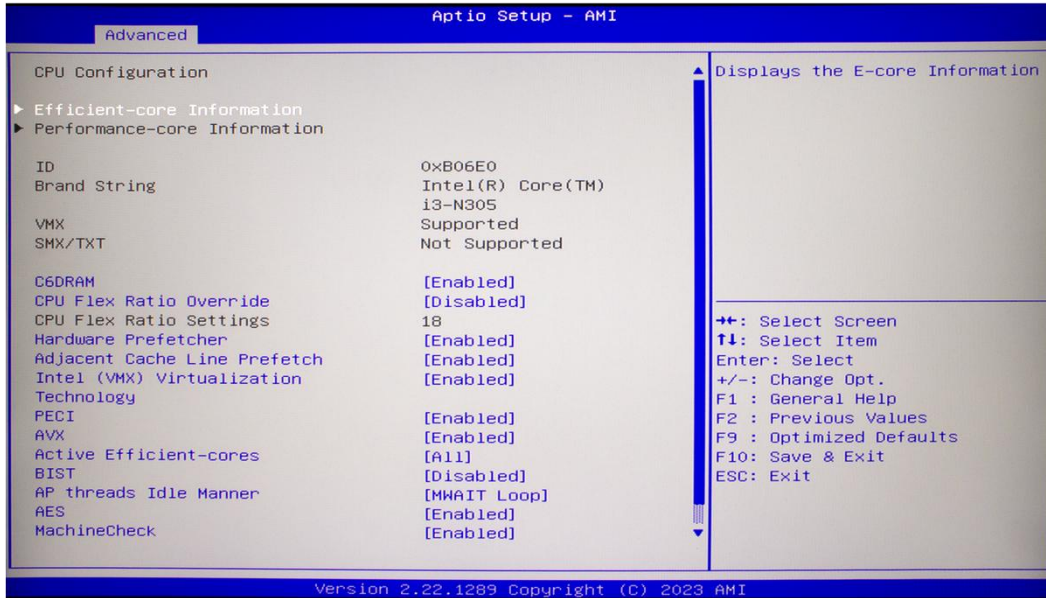 Aptio Setup - AMI
Advanced
CPU Configuration
Efficient-core Information
Performance-core Information
ID 0xB06E0
Brand String Intel(R) Core(TM)
i3-N305
VMX Supported
SMX/TXT Not Supported
C6DRAM [Enabled]
CPU Flex Ratio Override [Disabled]
CPU Flex Ratio Settings 18
Hardware Prefetcher [Enabled]
Adjacent Cache Line Prefetch [Enabled]
Intel (VMX) Virtualization [Enabled]
Technology
PECI [Enabled]
AVX [Enabled]
Active Efficient-cores [All]
BIST [Disabled]
AP threads Idle Manner [MWAIT Loop]
AES [Enabled]
MachineCheck [Enabled]
Displays the E-core Information
→←: Select Screen
↑↓: Select Item
Enter: Select
+/-: Change Opt.
F1 : General Help
F2 : Previous Values
F9 : Optimized Defaults
F10: Save & Exit
ESC: Exit
Version 2.22.1289 Copyright (C) 2023 AMI